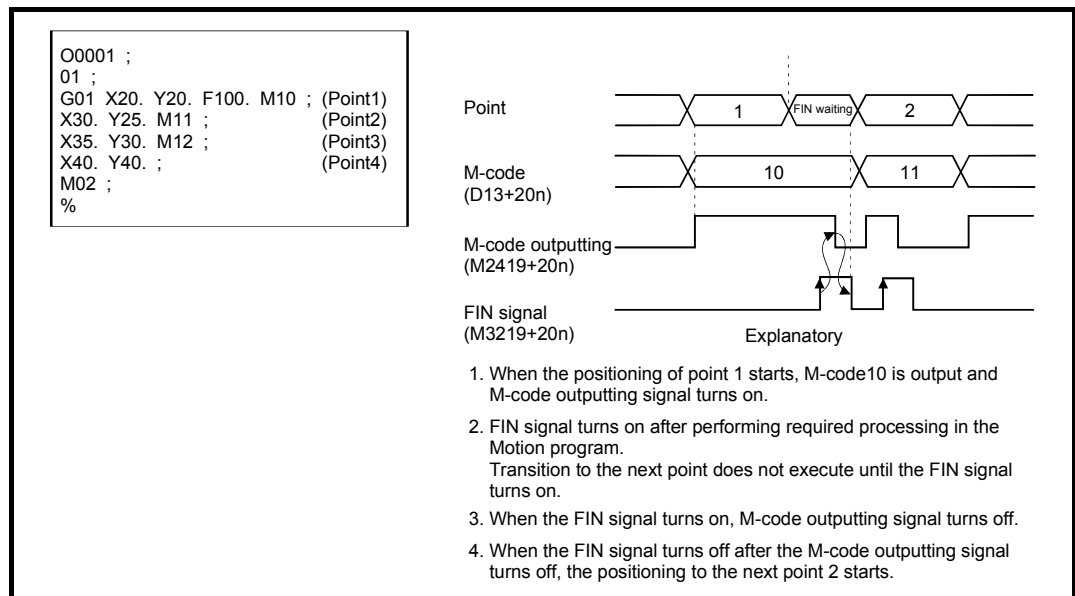 O0001 ;
01 ;
G01 X20. Y20. F100. M10 ; (Point1)
X30. Y25. M11 ; (Point2)
X35. Y30. M12 ; (Point3)
X40. Y40. ; (Point4)
M02 ;
%
Point
1
FIN waiting
2
M-code
(D13+20n)
10
11
M-code outputting
(M2419+20n)
FIN signal
(M3219+20n)
Explanatory
1. When the positioning of point 1 starts, M-code10 is output and
M-code outputting signal turns on.
2. FIN signal turns on after performing required processing in the
Motion program.
Transition to the next point does not execute until the FIN signal
turns on.
3. When the FIN signal turns on, M-code outputting signal turns off.
4. When the FIN signal turns off after the M-code outputting signal
turns off, the positioning to the next point 2 starts.